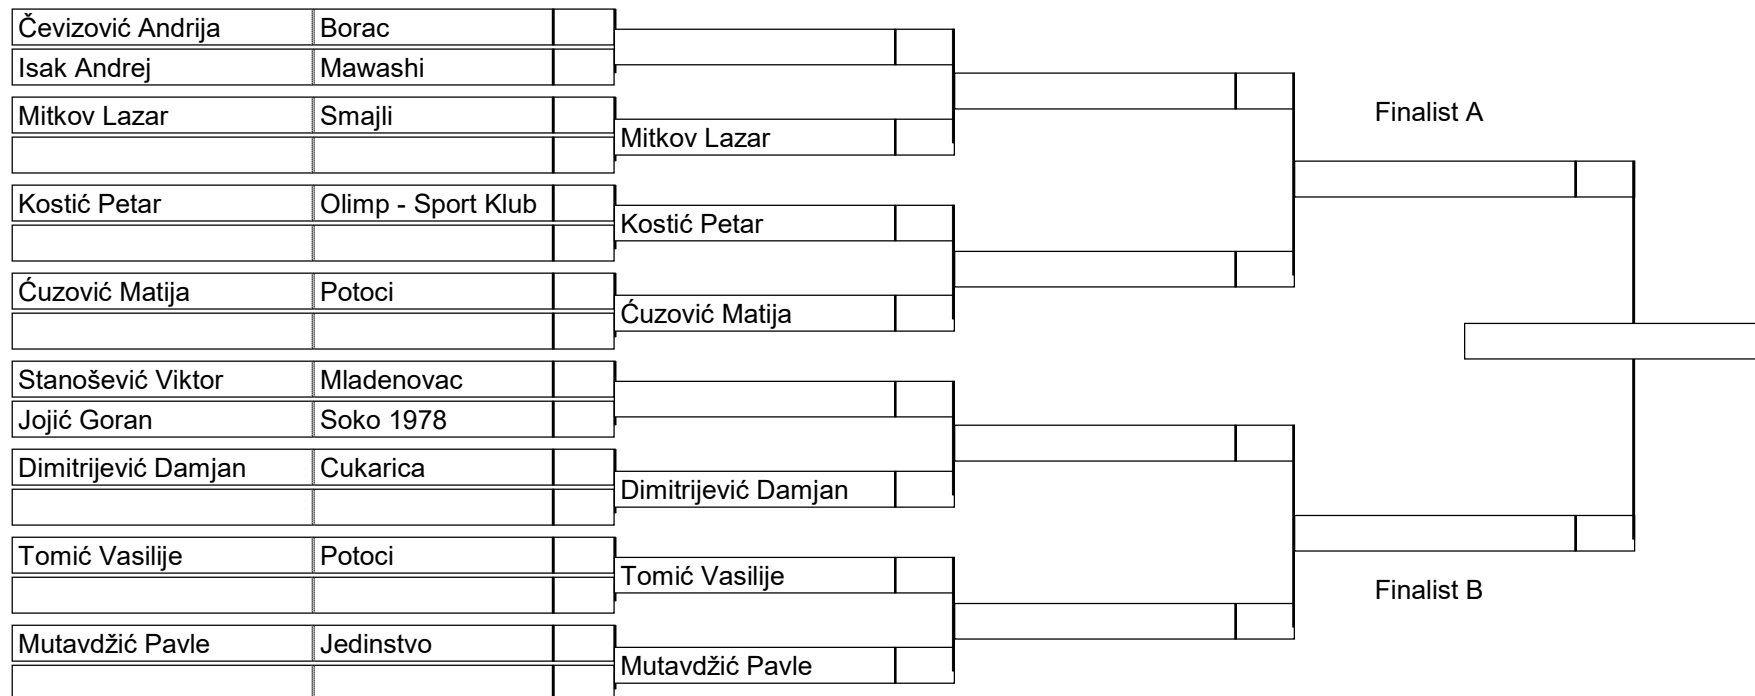 Čevizović Andrija Borac
Isak Andrej Mawashi
Mitkov Lazar Smajli
Kostić Petar Olimp - Sport Klub
Ćuzović Matija Potoci
Stanošević Viktor Mladenovac
Jojić Goran Soko 1978
Dimitrijević Damjan Cukarica
Tomić Vasilije Potoci
Mutavdžić Pavle Jedinstvo
Mitkov Lazar
Kostić Petar
Ćuzović Matija
Dimitrijević Damjan
Tomić Vasilije
Mutavdžić Pavle
Finalist A
Finalist B